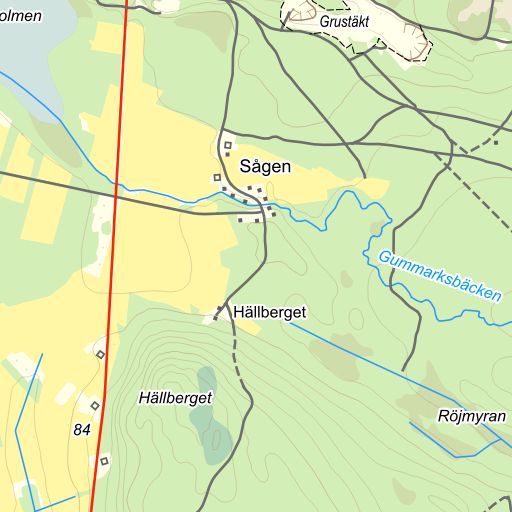 olmen
Grustäkt
Sågen
Gummarksbäcken
Hällberget
Hällberget
Röjmyran
84